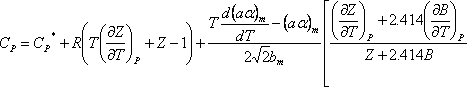 C_P = C_P^* + R(T(∂Z/∂T)_P + Z − 1) + (T d(aα)_m/dT − (aα)_m)/(2√2 b_m) [((∂Z/∂T)_P + 2.414(∂B/∂T)_P)/(Z + 2.414B)